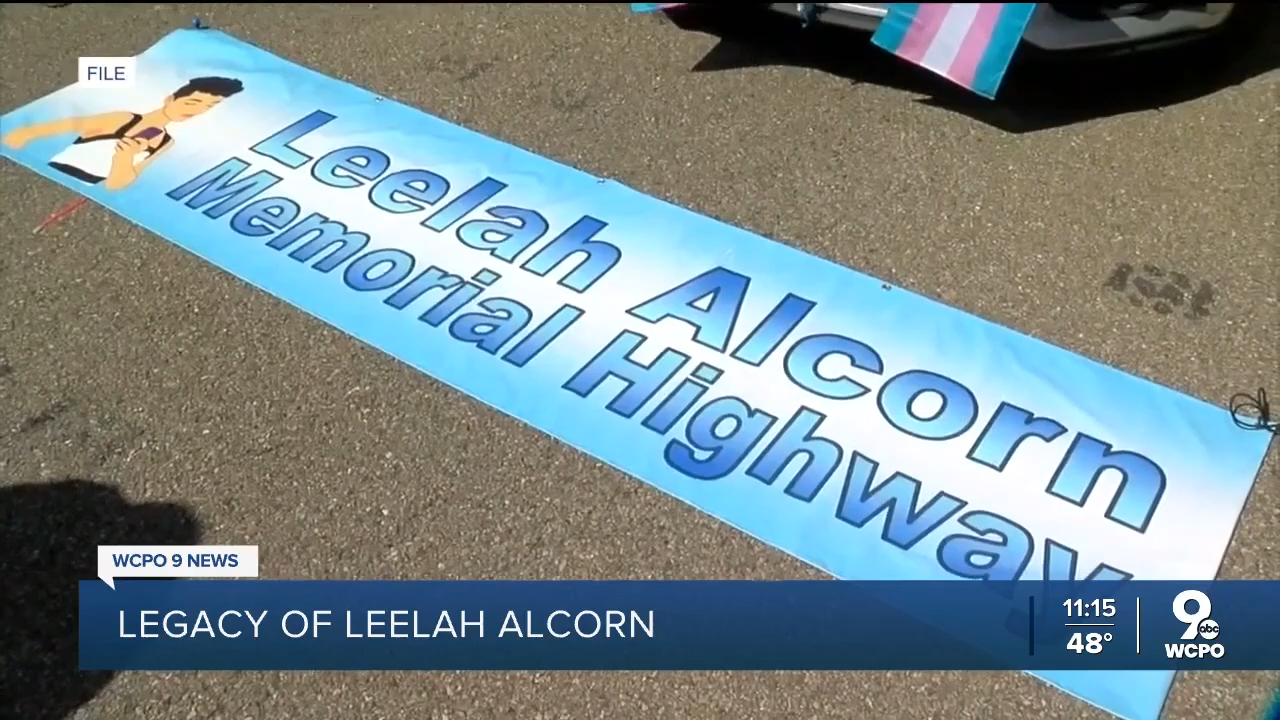 FILE
Leelah Alcorn
Memorial Highway
WCPO 9 NEWS
LEGACY OF LEELAH ALCORN
11:15
48°
9
abc
WCPO